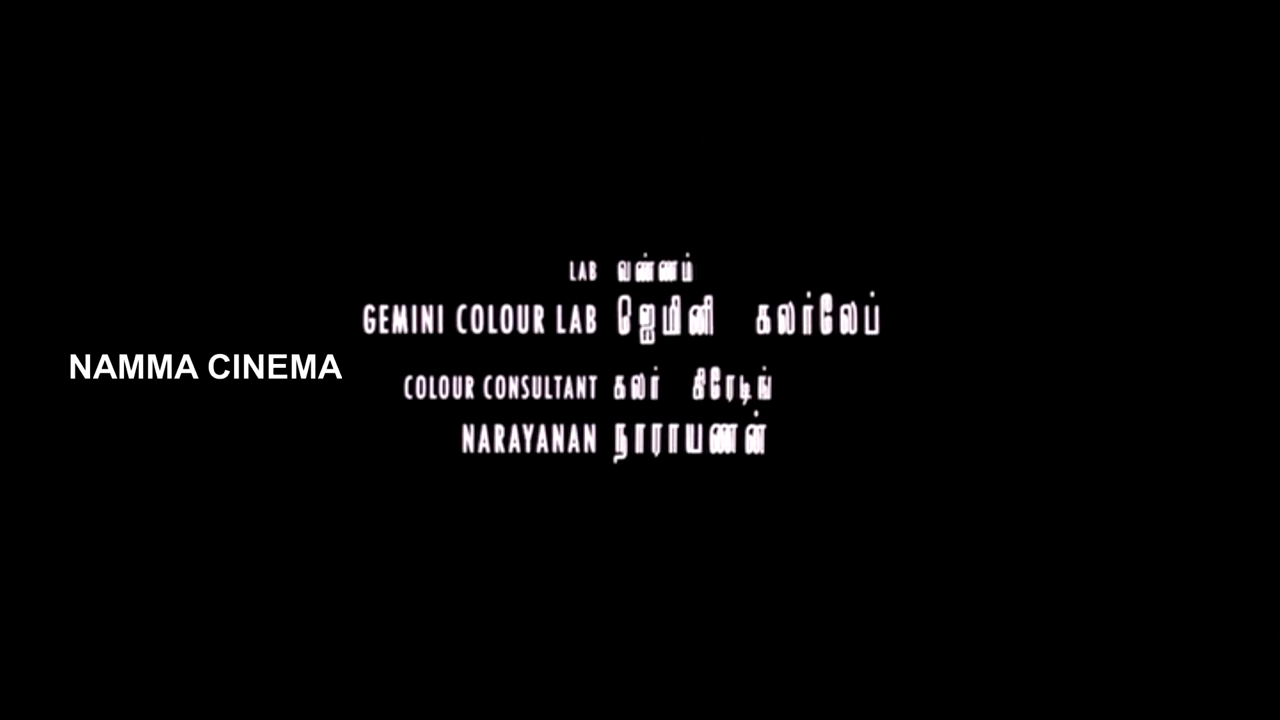 LAB வண்ணம்
GEMINI COLOUR LAB ஜெமினி கலர்லேப்
NAMMA CINEMA
COLOUR CONSULTANT கலர் கிரேடிங்
NARAYANAN நாராயணன்